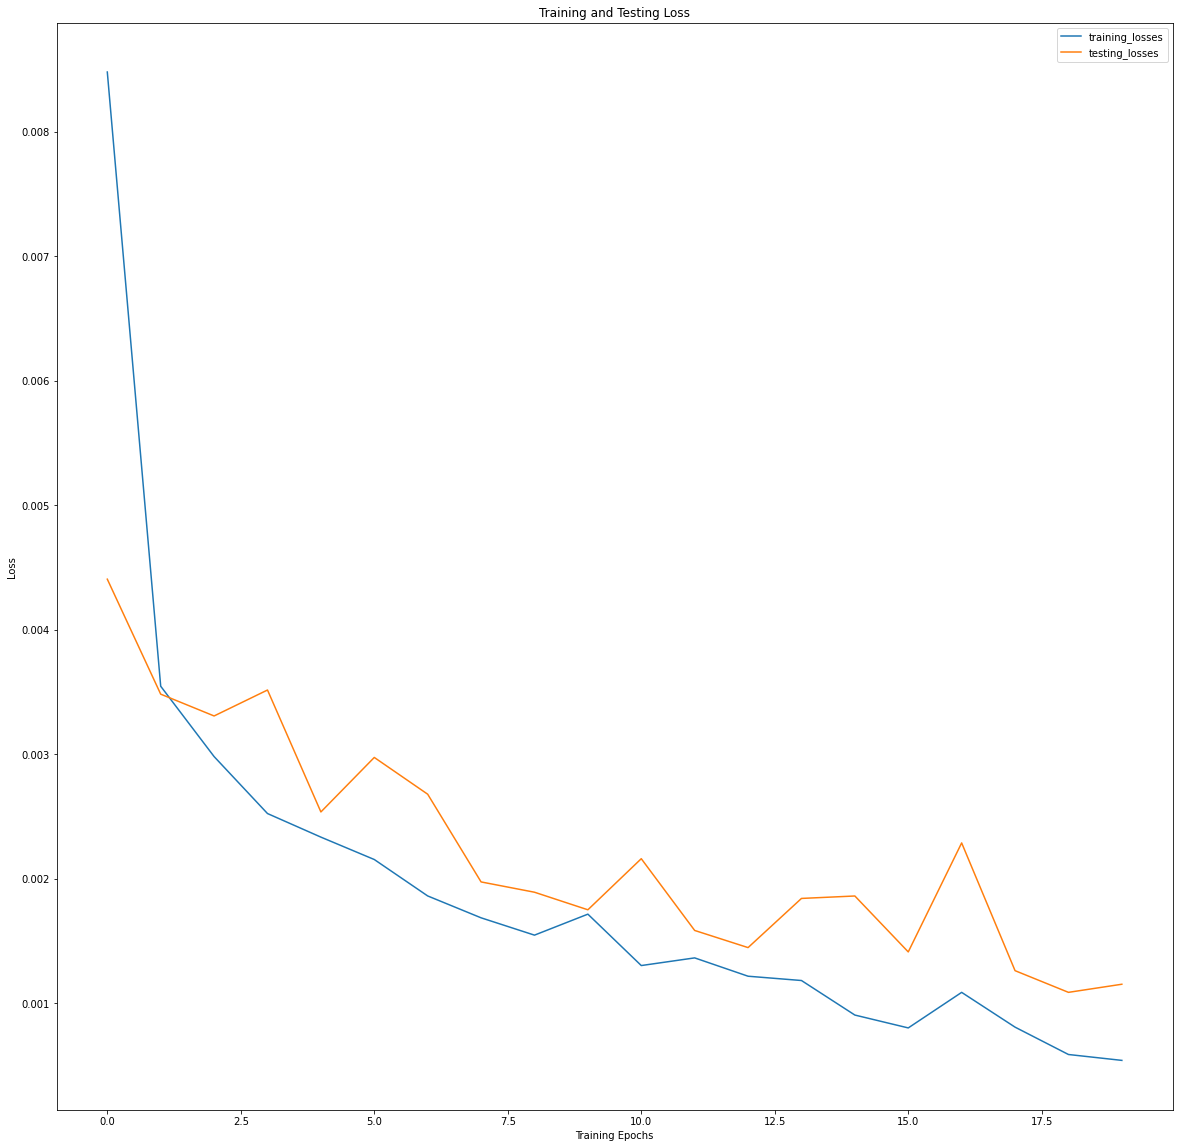 Training and Testing Loss
training_losses
testing_losses
0.008
0.007
0.006
0.005
0.004
0.003
0.002
0.001
Loss
0.0 2.5 5.0 7.5 10.0 12.5 15.0 17.5
Training Epochs